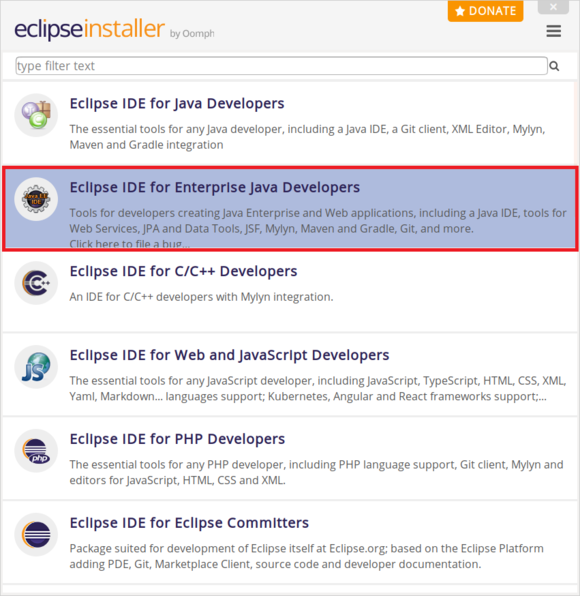 DONATE
eclipseinstaller by Oomph
type filter text
Eclipse IDE for Java Developers
The essential tools for any Java developer, including a Java IDE, a Git client, XML Editor, Mylyn,
Maven and Gradle integration
Java EE
IDE
Eclipse IDE for Enterprise Java Developers
Tools for developers creating Java Enterprise and Web applications, including a Java IDE, tools for
Web Services, JPA and Data Tools, JSF, Mylyn, Maven and Gradle, Git, and more.
Click here to file a bug...
C++
Eclipse IDE for C/C++ Developers
An IDE for C/C++ developers with Mylyn integration.
JS
Eclipse IDE for Web and JavaScript Developers
The essential tools for any JavaScript developer, including JavaScript, TypeScript, HTML, CSS, XML,
Yaml, Markdown... languages support; Kubernetes, Angular and React frameworks support;...
php
Eclipse IDE for PHP Developers
The essential tools for any PHP developer, including PHP language support, Git client, Mylyn and
editors for JavaScript, HTML, CSS and XML.
Eclipse IDE for Eclipse Committers
Package suited for development of Eclipse itself at Eclipse.org; based on the Eclipse Platform
adding PDE, Git, Marketplace Client, source code and developer documentation.